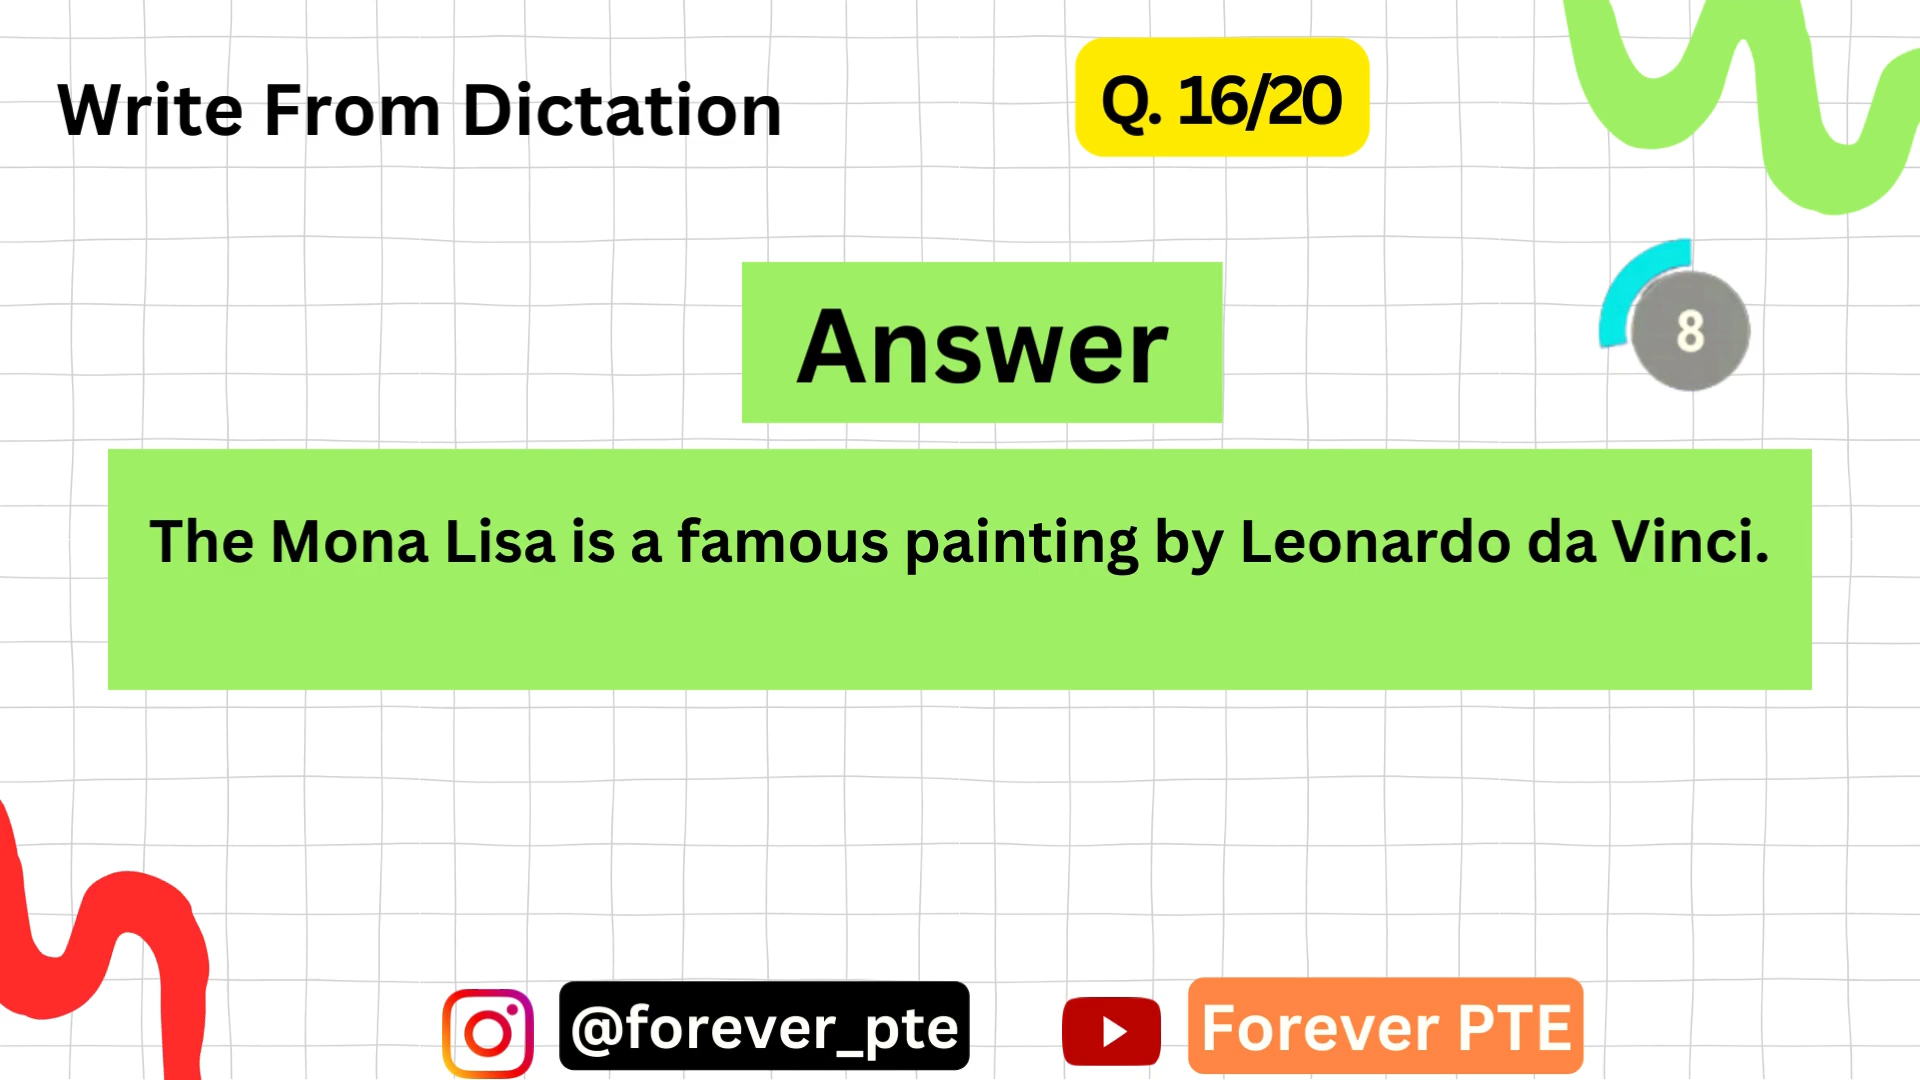 Write From Dictation
Q. 16/20
Answer
8
The Mona Lisa is a famous painting by Leonardo da Vinci.
@forever_pte
Forever PTE